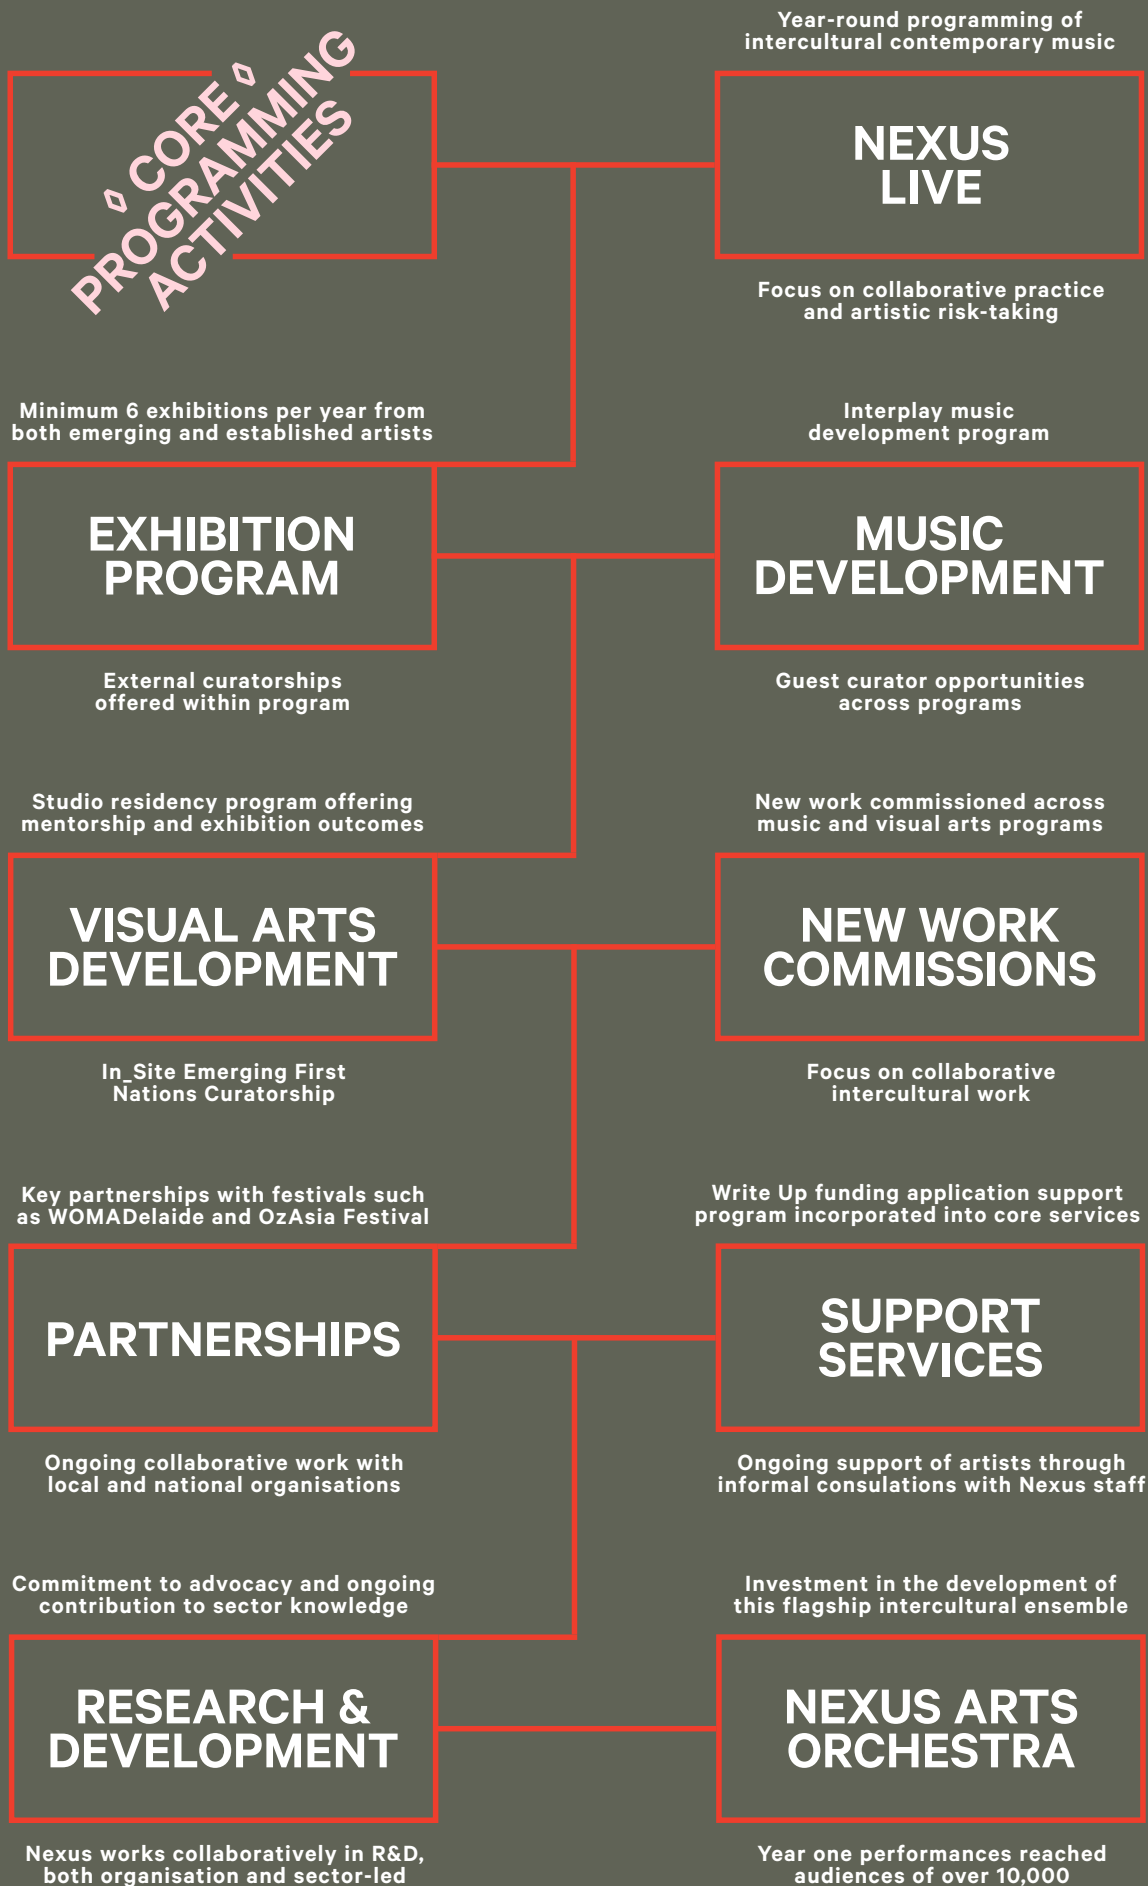 ◊ CORE ◊
PROGRAMMING
ACTIVITIES
Year-round programming of
intercultural contemporary music
NEXUS
LIVE
Focus on collaborative practice
and artistic risk-taking
Minimum 6 exhibitions per year from
both emerging and established artists
EXHIBITION
PROGRAM
External curatorships
offered within program
Interplay music
development program
MUSIC
DEVELOPMENT
Guest curator opportunities
across programs
Studio residency program offering
mentorship and exhibition outcomes
VISUAL ARTS
DEVELOPMENT
In_Site Emerging First
Nations Curatorship
New work commissioned across
music and visual arts programs
NEW WORK
COMMISSIONS
Focus on collaborative
intercultural work
Key partnerships with festivals such
as WOMADelaide and OzAsia Festival
PARTNERSHIPS
Ongoing collaborative work with
local and national organisations
Write Up funding application support
program incorporated into core services
SUPPORT
SERVICES
Ongoing support of artists through
informal consulations with Nexus staff
Commitment to advocacy and ongoing
contribution to sector knowledge
RESEARCH &
DEVELOPMENT
Nexus works collaboratively in R&D,
both organisation and sector-led
Investment in the development of
this flagship intercultural ensemble
NEXUS ARTS
ORCHESTRA
Year one performances reached
audiences of over 10,000